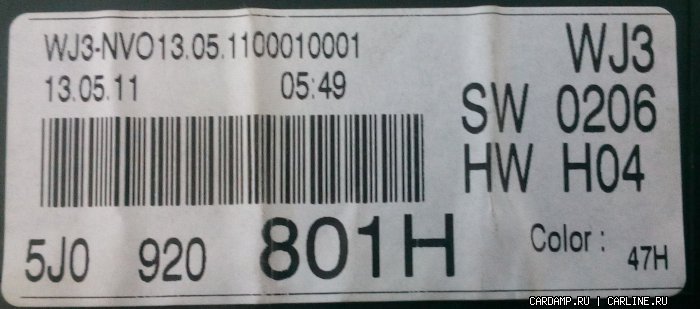 WJ3-NVO13.05.1100010001
13.05.11 05:49
WJ3
SW 0206
HW H04
5J0 920 801H
Color : 47H
CARDAMP.RU | CARLINE.RU